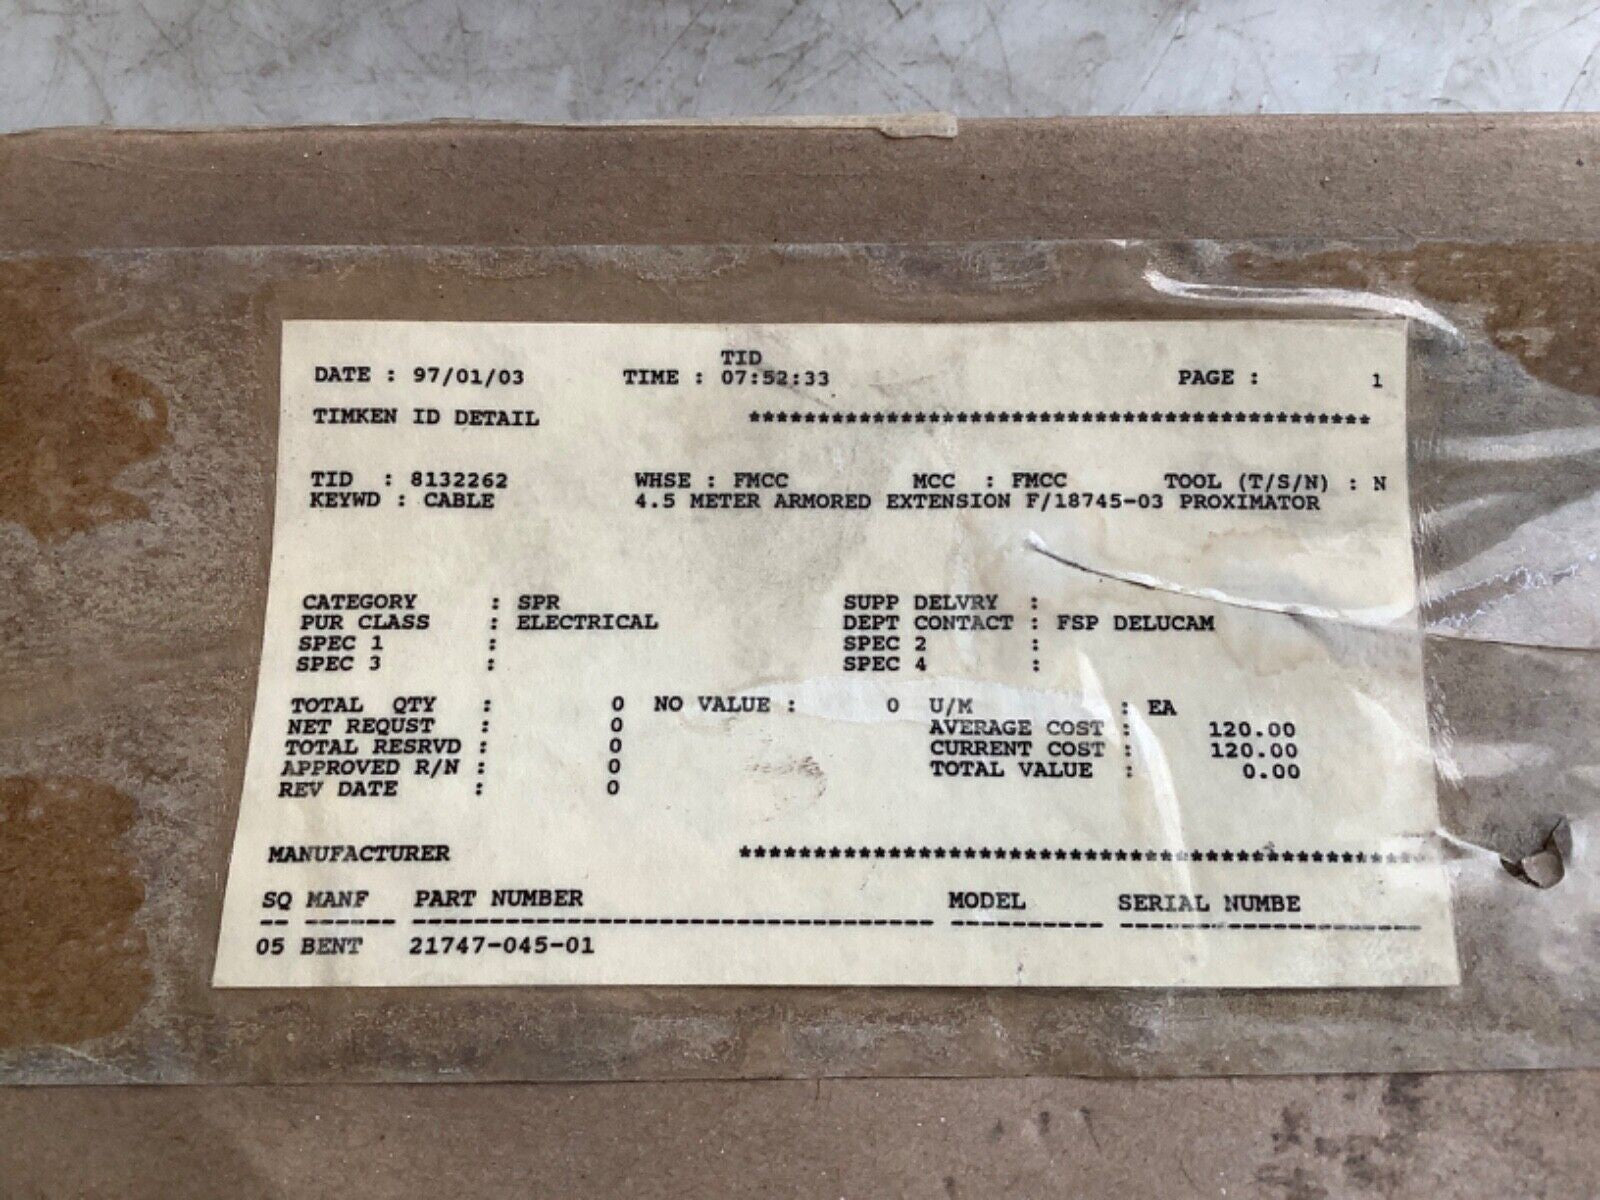 TID
DATE : 97/01/03 TIME : 07:52:33 PAGE : 1
TIMKEN ID DETAIL *********************************************
TID : 8132262 WHSE : FMCC MCC : FMCC TOOL (T/S/N) : N
KEYWD : CABLE 4.5 METER ARMORED EXTENSION F/18745-03 PROXIMATOR
CATEGORY : SPR SUPP DELVRY :
PUR CLASS : ELECTRICAL DEPT CONTACT : FSP DELUCAM
SPEC 1 : SPEC 2 :
SPEC 3 : SPEC 4 :
TOTAL QTY : 0 NO VALUE : 0 U/M : EA
NET REQUST : 0 AVERAGE COST : 120.00
TOTAL RESRVD : 0 CURRENT COST : 120.00
APPROVED R/N : 0 TOTAL VALUE : 0.00
REV DATE : 0
MANUFACTURER *********************************************
SQ MANF PART NUMBER MODEL SERIAL NUMBE
-- ------ ---------------------------------- ---------- --------------------
05 BENT 21747-045-01